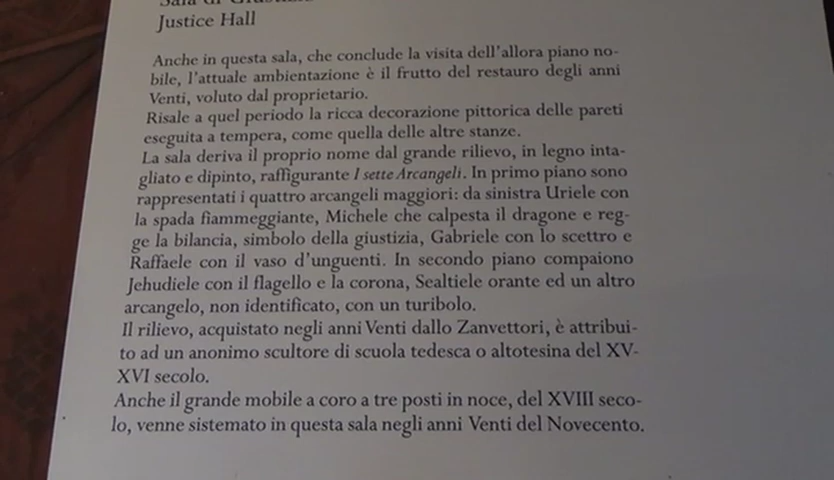 Sala di Giustizia
Justice Hall
Anche in questa sala, che conclude la visita dell'allora piano no-
bile, l'attuale ambientazione è il frutto del restauro degli anni
Venti, voluto dal proprietario.
Risale a quel periodo la ricca decorazione pittorica delle pareti
eseguita a tempera, come quella delle altre stanze.
La sala deriva il proprio nome dal grande rilievo, in legno inta-
gliato e dipinto, raffigurante I sette Arcangeli. In primo piano sono
rappresentati i quattro arcangeli maggiori: da sinistra Uriele con
la spada fiammeggiante, Michele che calpesta il dragone e reg-
ge la bilancia, simbolo della giustizia, Gabriele con lo scettro e
Raffaele con il vaso d'unguenti. In secondo piano compaiono
Jehudiele con il flagello e la corona, Sealtiele orante ed un altro
arcangelo, non identificato, con un turibolo.
Il rilievo, acquistato negli anni Venti dallo Zanvettori, è attribui-
to ad un anonimo scultore di scuola tedesca o altotesina del XV-
XVI secolo.
Anche il grande mobile a coro a tre posti in noce, del XVIII seco-
lo, venne sistemato in questa sala negli anni Venti del Novecento.